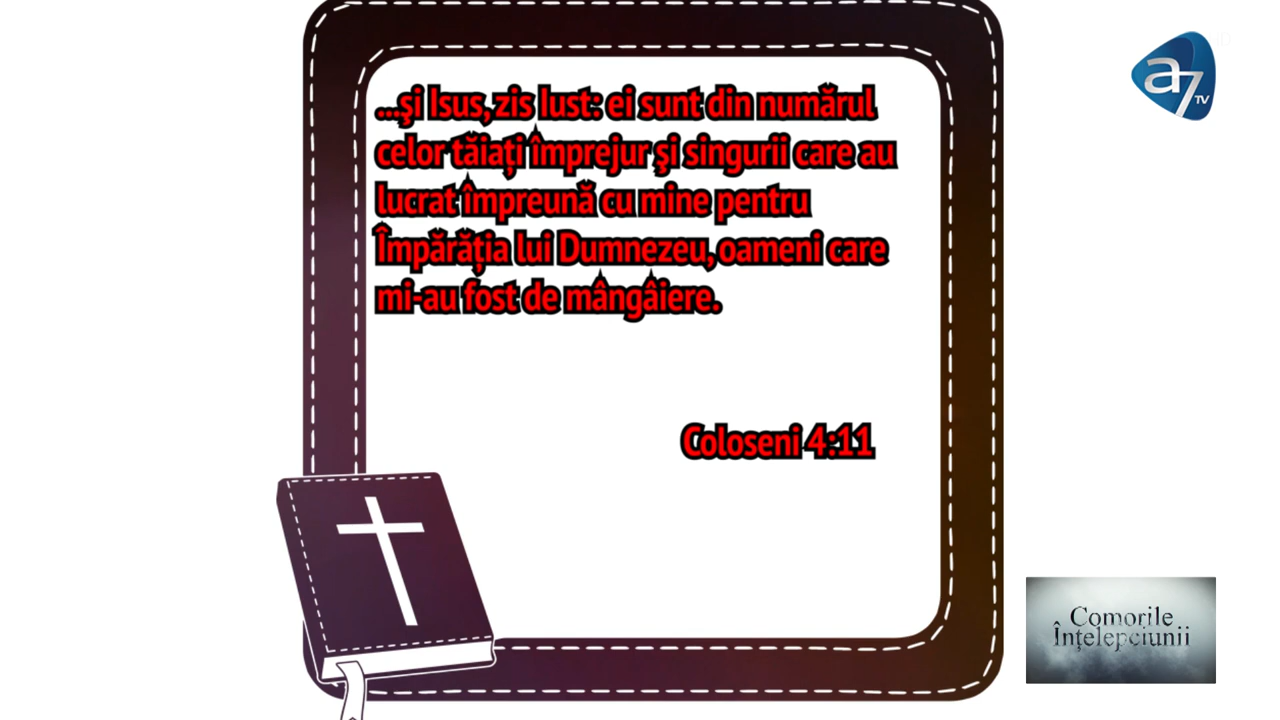 ...şi Isus, zis Iust: ei sunt din numărul
celor tăiaţi împrejur şi singurii care au
lucrat împreună cu mine pentru
Împărăţia lui Dumnezeu, oameni care
mi-au fost de mângâiere.
Coloseni 4:11
a7 TV
Comorile
Înţelepciunii